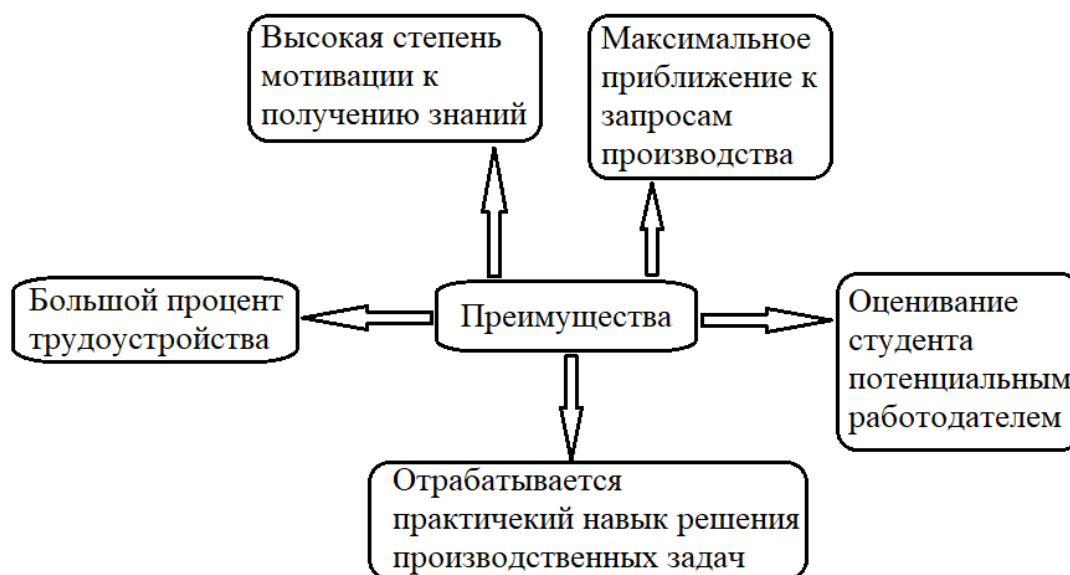 Высокая степень
мотивации к
получению знаний
Максимальное
приближение к
запросам
производства
Большой процент
трудоустройства
Преимущества
Оценивание
студента
потенциальным
работодателем
Отрабатывается
практичекий навык решения
производственных задач